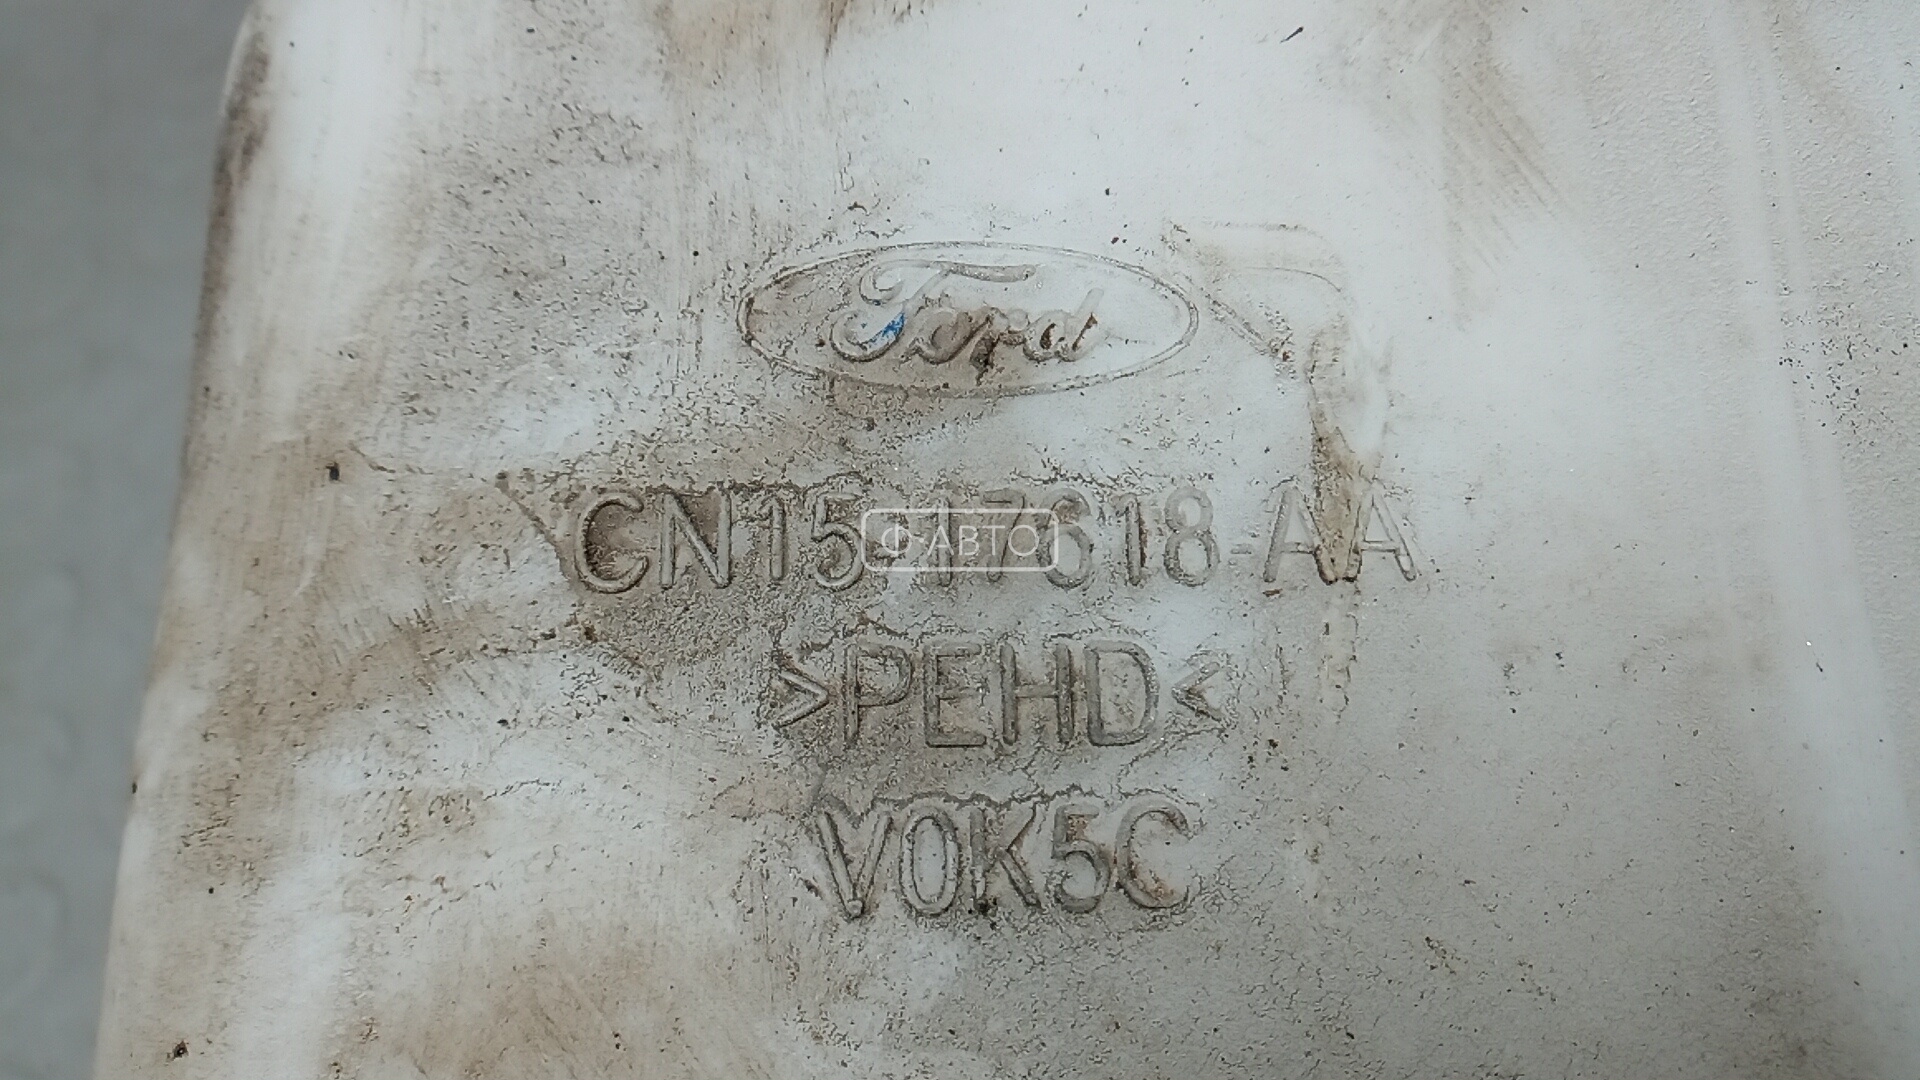 Ford
CN15-17618-AA
Ф-АВТО
>PEHD<
V0K5C